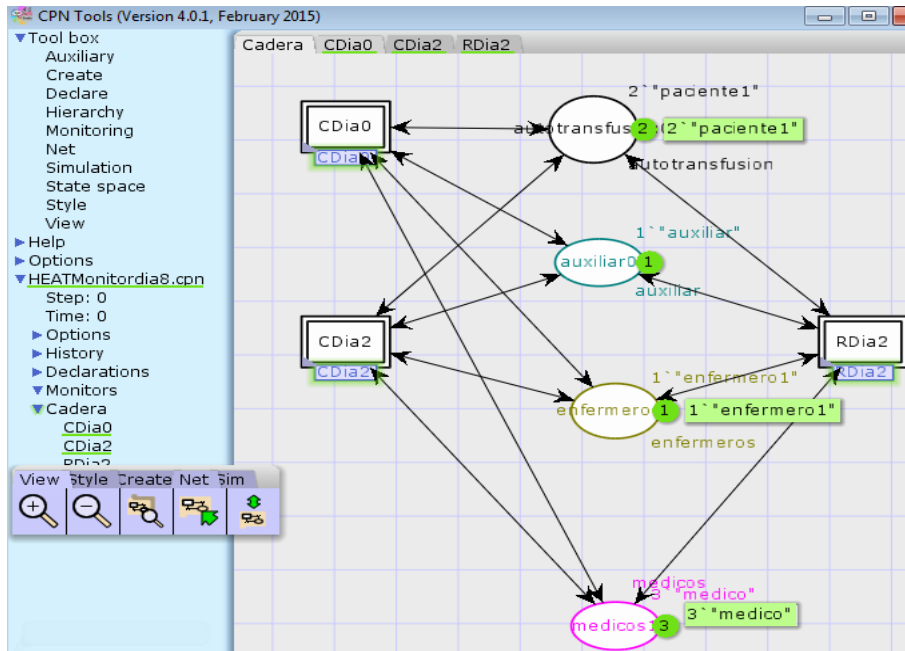 CPN Tools (Version 4.0.1, February 2015)
Tool box
Auxiliary
Create
Declare
Hierarchy
Monitoring
Net
Simulation
State space
Style
View
Help
Options
HEATMonitordia8.cpn
Step: 0
Time: 0
Options
History
Declarations
Monitors
Cadera
CDia0
CDia2
RDia2
View Style Create Net Sim
Cadera CDia0 CDia2 RDia2
2`"paciente1"
CDia0
2 2`"paciente1"
CDia0
autotransfusion
1`"auxiliar"
auxiliar0 1
auxiliar
CDia2
RDia2
CDia2
RDia2
1`"enfermero1"
enfermero 1 1`"enfermero1"
enfermeros
medicos
3`"medico"
3`"medico"
medicos1 3